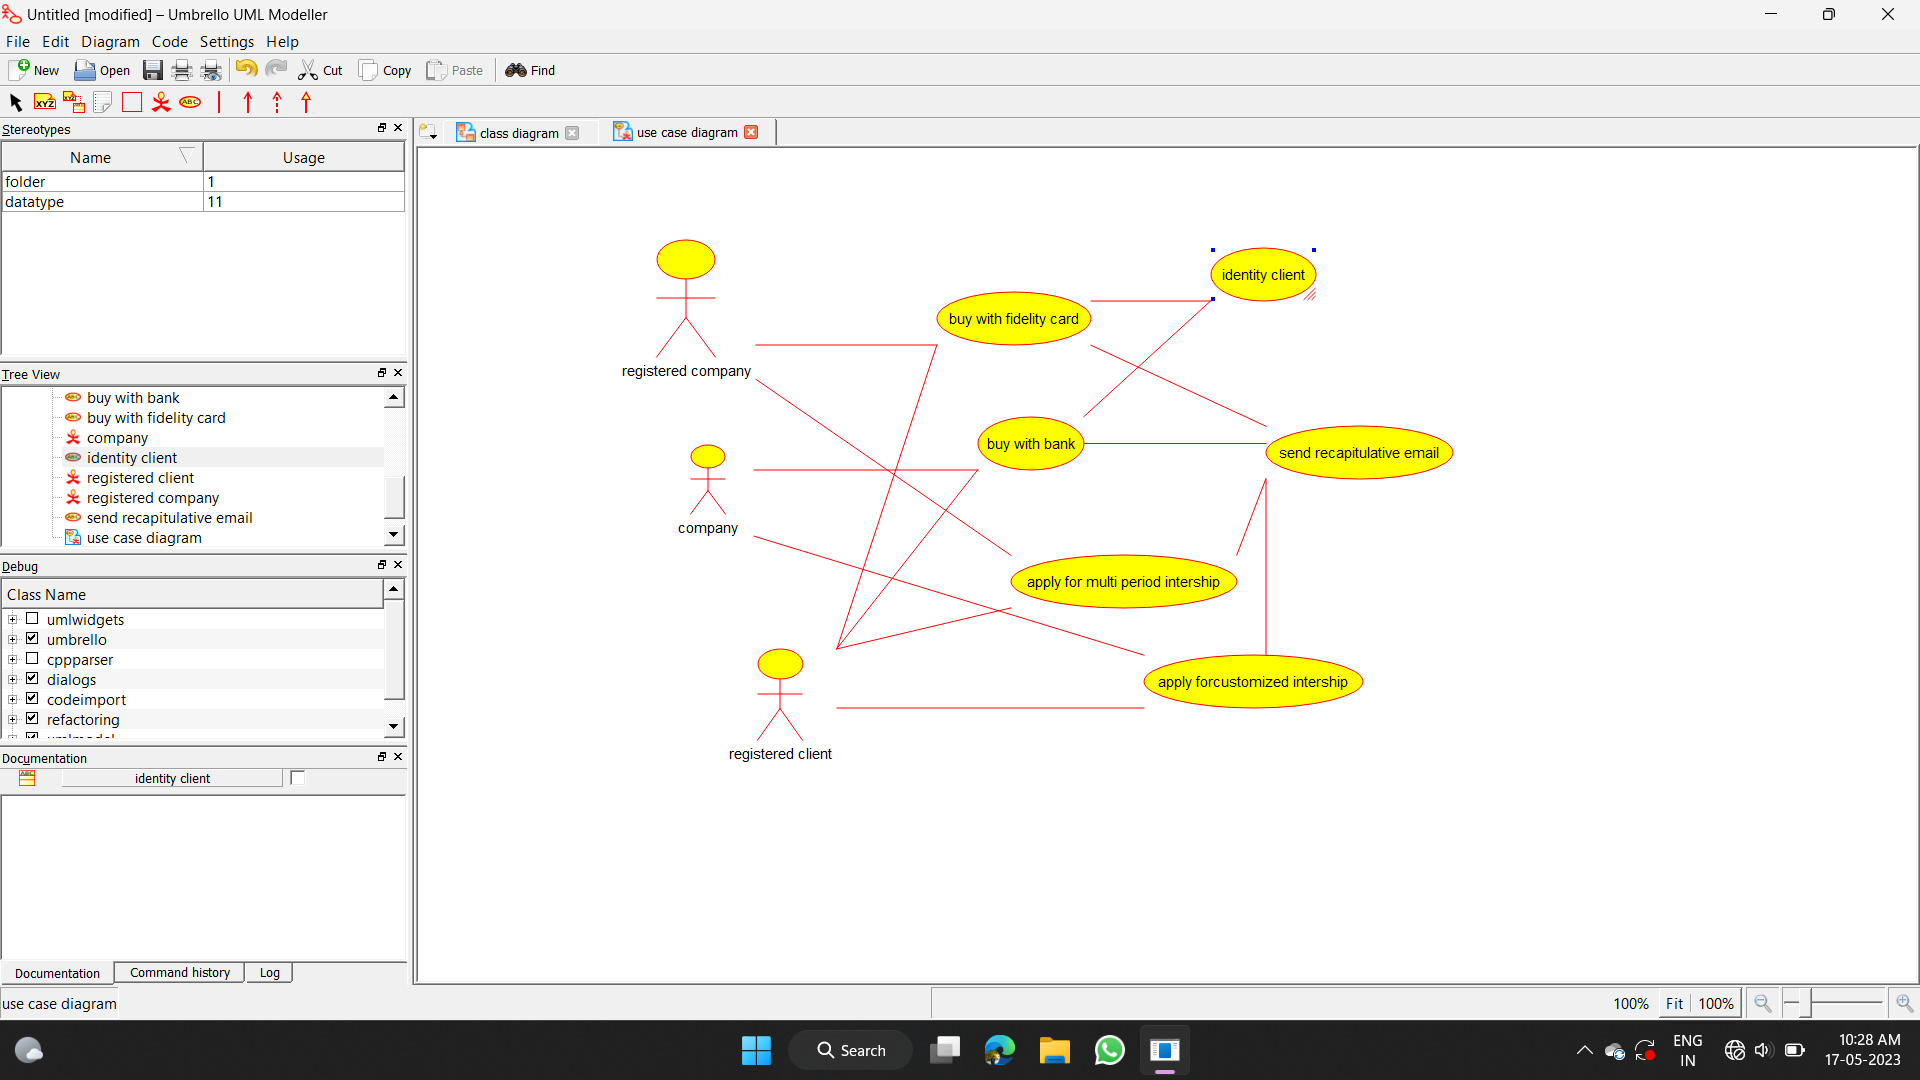 Untitled [modified] – Umbrello UML Modeller
File Edit Diagram Code Settings Help
New Open Cut Copy Paste Find
XYZ XYZ ABC
Stereotypes
Name Usage
folder 1
datatype 11
Tree View
buy with bank
buy with fidelity card
company
identity client
registered client
registered company
send recapitulative email
use case diagram
Debug
Class Name
umlwidgets
umbrello
cppparser
dialogs
codeimport
refactoring
Documentation
identity client
Documentation Command history Log
use case diagram
class diagram use case diagram
identity client
buy with fidelity card
registered company
buy with bank
send recapitulative email
company
apply for multi period intership
apply forcustomized intership
registered client
100% Fit 100%
Search
ENG
IN
10:28 AM
17-05-2023